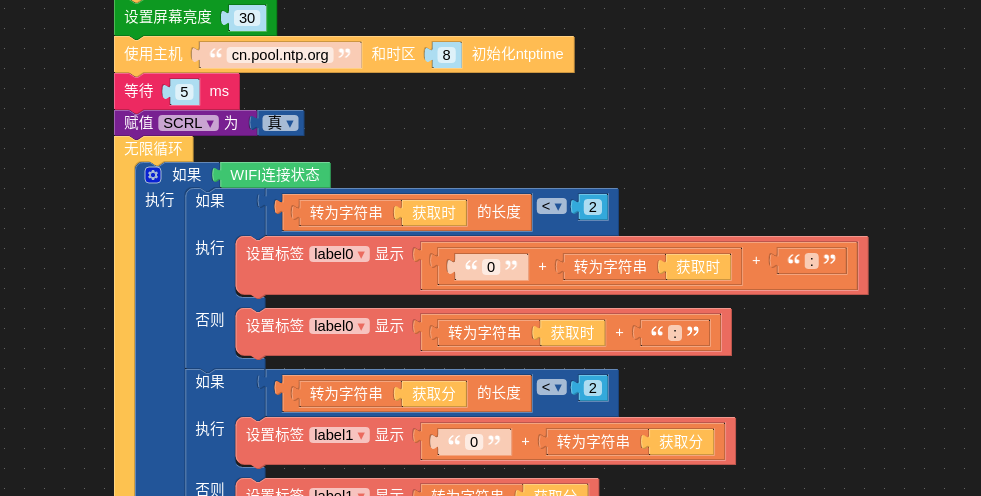 设置屏幕亮度 30
使用主机 “ cn.pool.ntp.org ” 和时区 8 初始化ntptime
等待 5 ms
赋值 SCRL ▾ 为 真 ▾
无限循环
如果 WIFI连接状态
执行 如果 转为字符串 获取时 的长度 < ▾ 2
执行 设置标签 label0 ▾ 显示 “ 0 ” + 转为字符串 获取时 + “ : ”
否则 设置标签 label0 ▾ 显示 转为字符串 获取时 + “ : ”
如果 转为字符串 获取分 的长度 < ▾ 2
执行 设置标签 label1 ▾ 显示 “ 0 ” + 转为字符串 获取分
否则 设置标签 label1 ▾ 显示 转为字符串 获取分